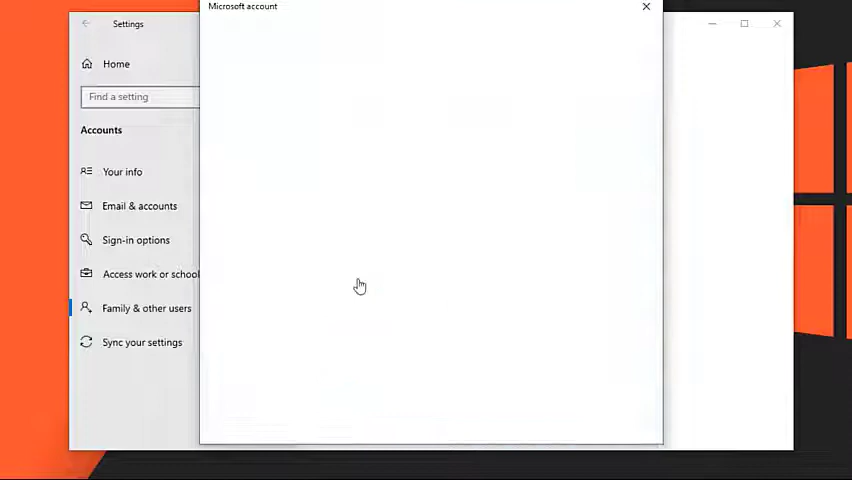 Microsoft account
Settings
Home
Find a setting
Accounts
Your info
Email & accounts
Sign-in options
Access work or school
Family & other users
Sync your settings